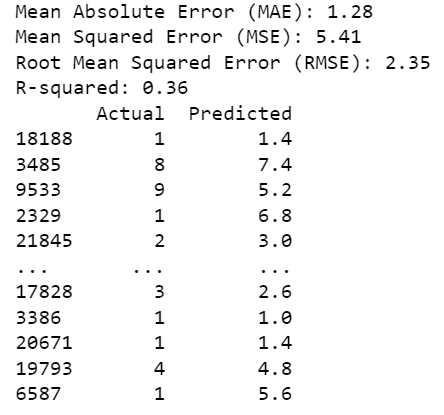 Mean Absolute Error (MAE): 1.28
Mean Squared Error (MSE): 5.41
Root Mean Squared Error (RMSE): 2.35
R-squared: 0.36
Actual Predicted
18188 1 1.4
3485 8 7.4
9533 9 5.2
2329 1 6.8
21845 2 3.0
... ... ...
17828 3 2.6
3386 1 1.0
20671 1 1.4
19793 4 4.8
6587 1 5.6